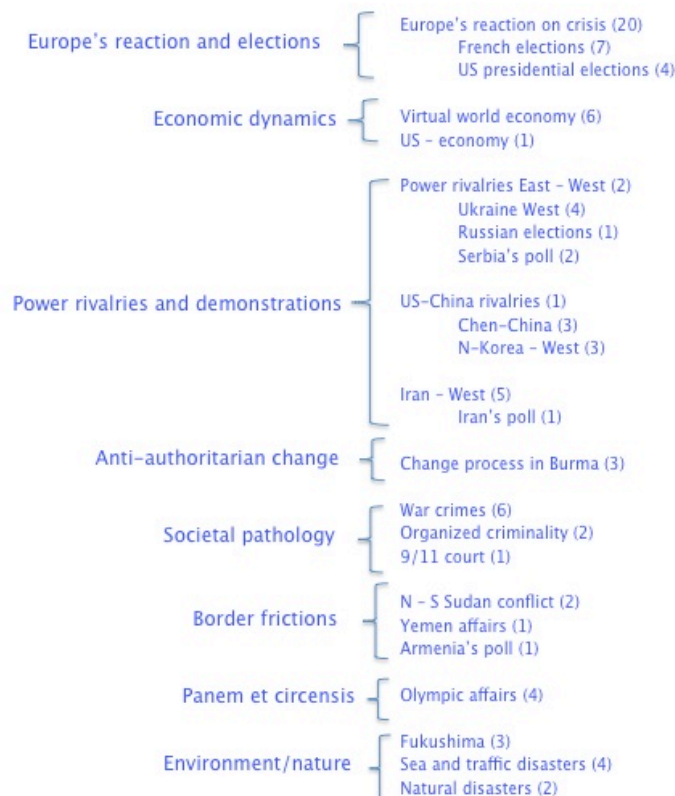 Europe's reaction and elections
Europe's reaction on crisis (20)
French elections (7)
US presidential elections (4)
Economic dynamics
Virtual world economy (6)
US – economy (1)
Power rivalries and demonstrations
Power rivalries East – West (2)
Ukraine West (4)
Russian elections (1)
Serbia's poll (2)
US–China rivalries (1)
Chen–China (3)
N–Korea – West (3)
Iran – West (5)
Iran's poll (1)
Anti–authoritarian change
Change process in Burma (3)
Societal pathology
War crimes (6)
Organized criminality (2)
9/11 court (1)
Border frictions
N – S Sudan conflict (2)
Yemen affairs (1)
Armenia's poll (1)
Panem et circensis
Olympic affairs (4)
Environment/nature
Fukushima (3)
Sea and traffic disasters (4)
Natural disasters (2)